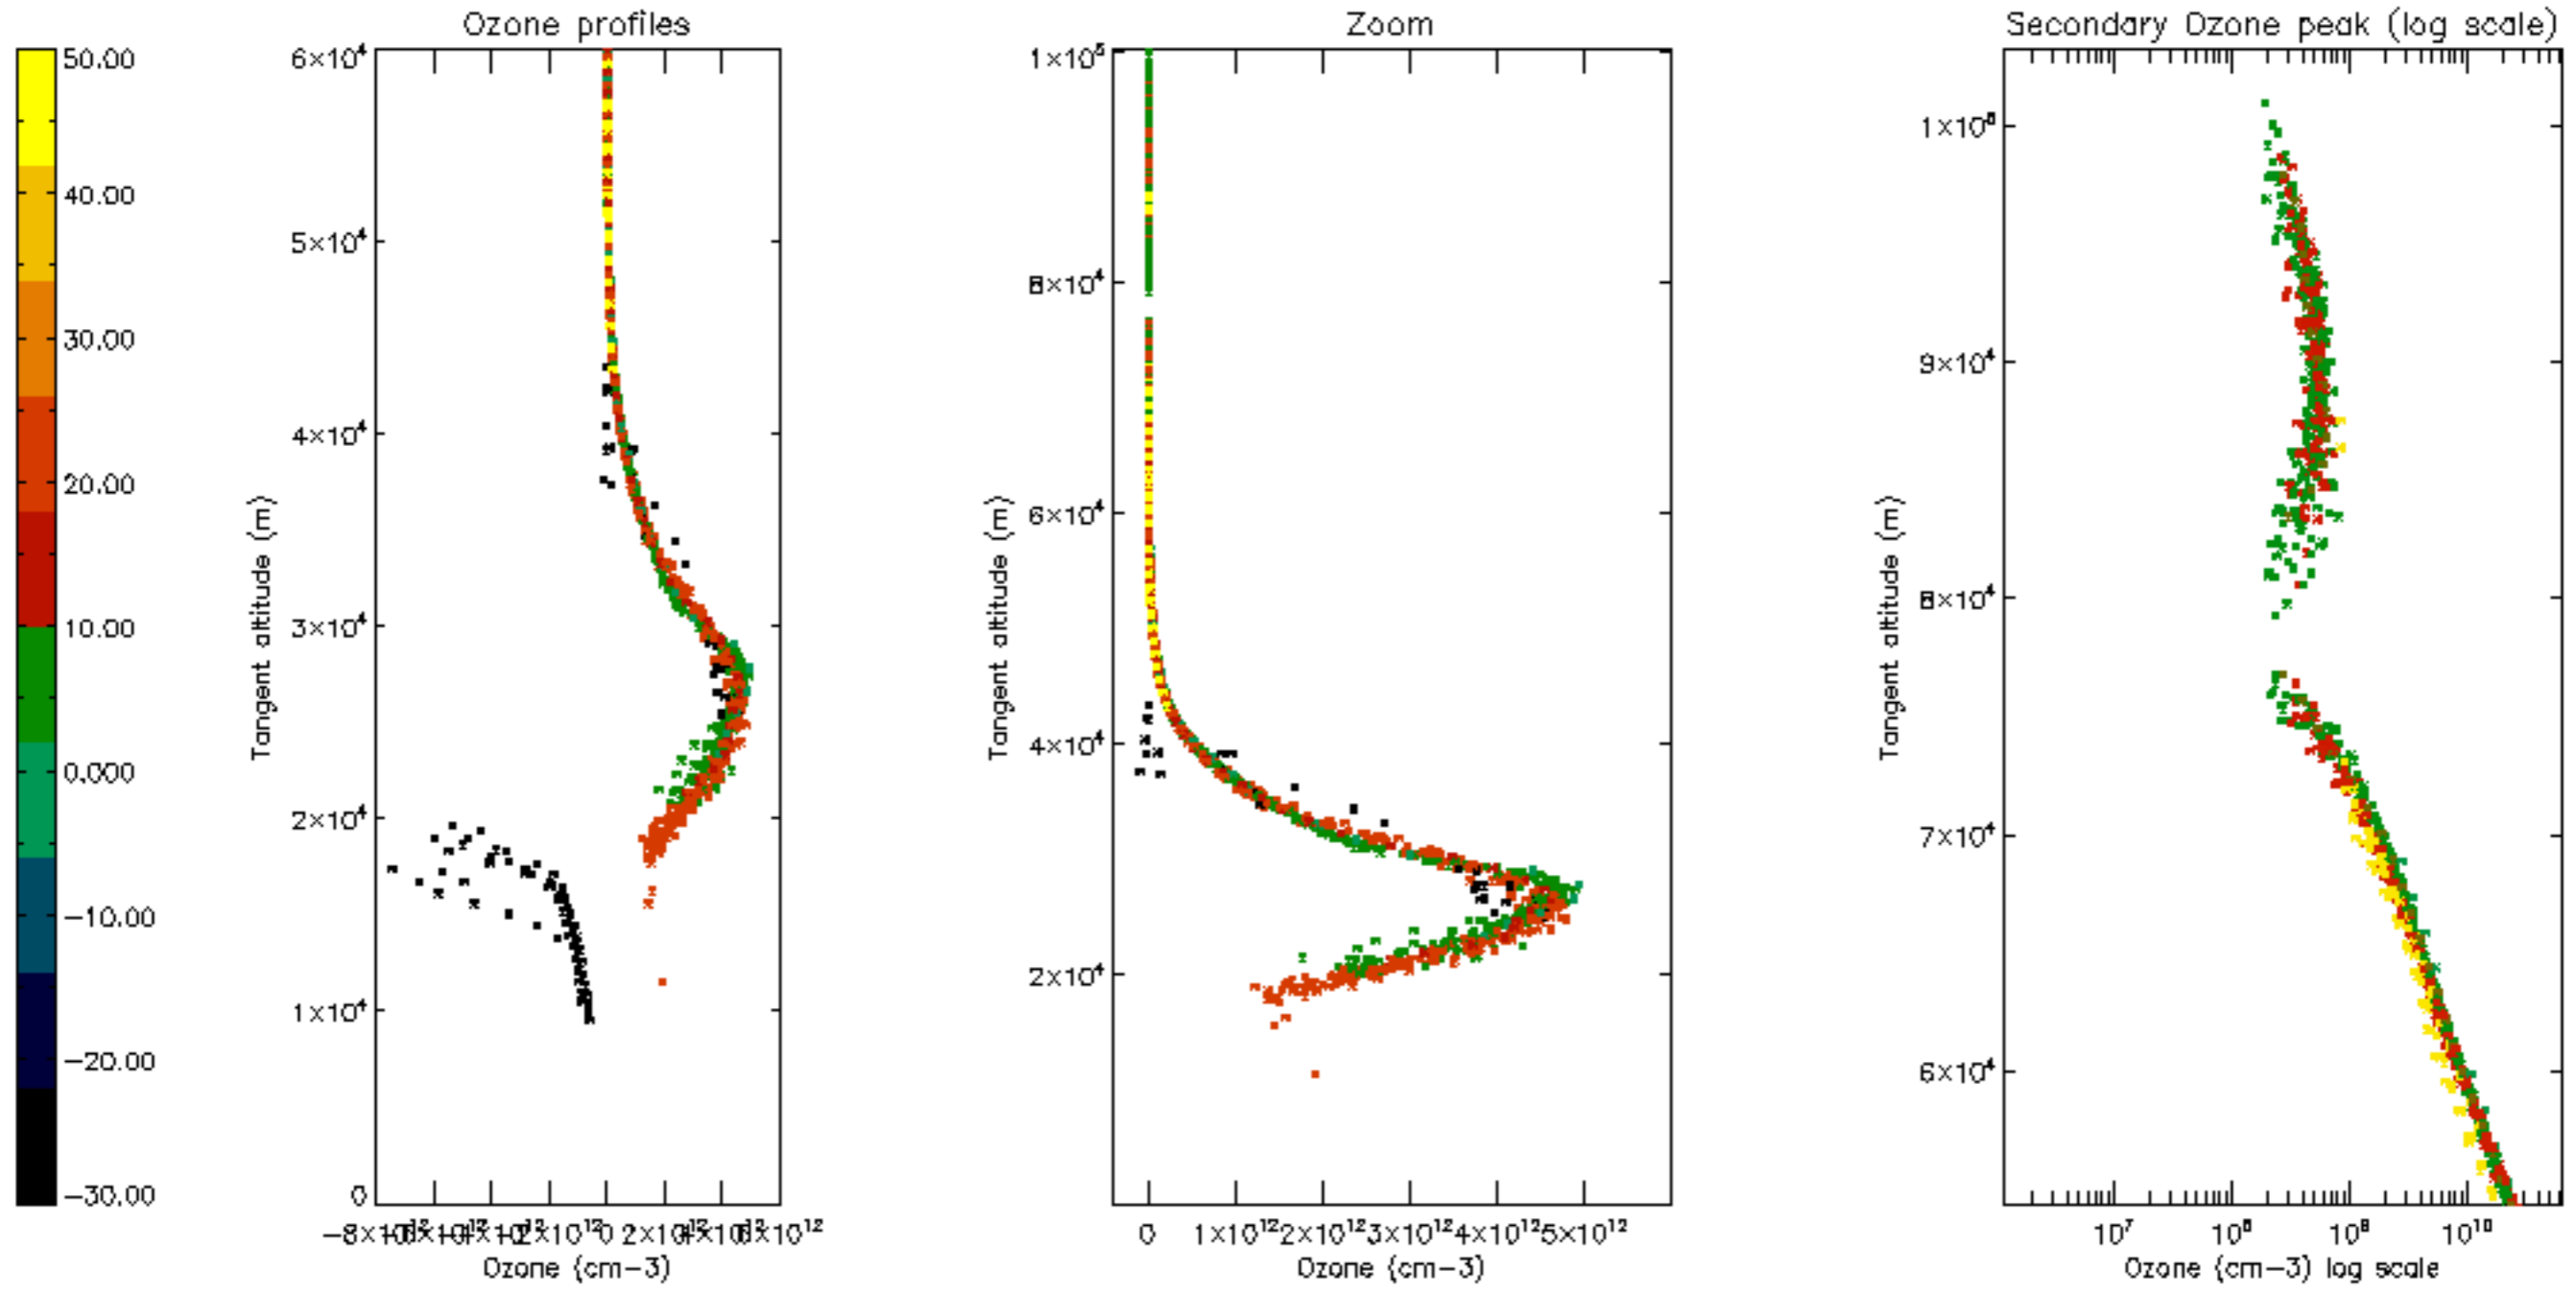 Ozone profiles
Zoom
Secondary Ozone peak (log scale)
50.00
40.00
30.00
20.00
10.00
0.000
-10.00
-20.00
-30.00
6×10⁴
5×10⁴
4×10⁴
3×10⁴
2×10⁴
1×10⁴
0
Tangent altitude (m)
0
Ozone (cm-3)
1×10⁵
8×10⁴
6×10⁴
4×10⁴
2×10⁴
Tangent altitude (m)
0 1×10¹² 2×10¹² 3×10¹² 4×10¹² 5×10¹²
Ozone (cm-3)
1×10⁵
9×10⁴
8×10⁴
7×10⁴
6×10⁴
Tangent altitude (m)
10⁷ 10⁸ 10⁹ 10¹⁰
Ozone (cm-3) log scale